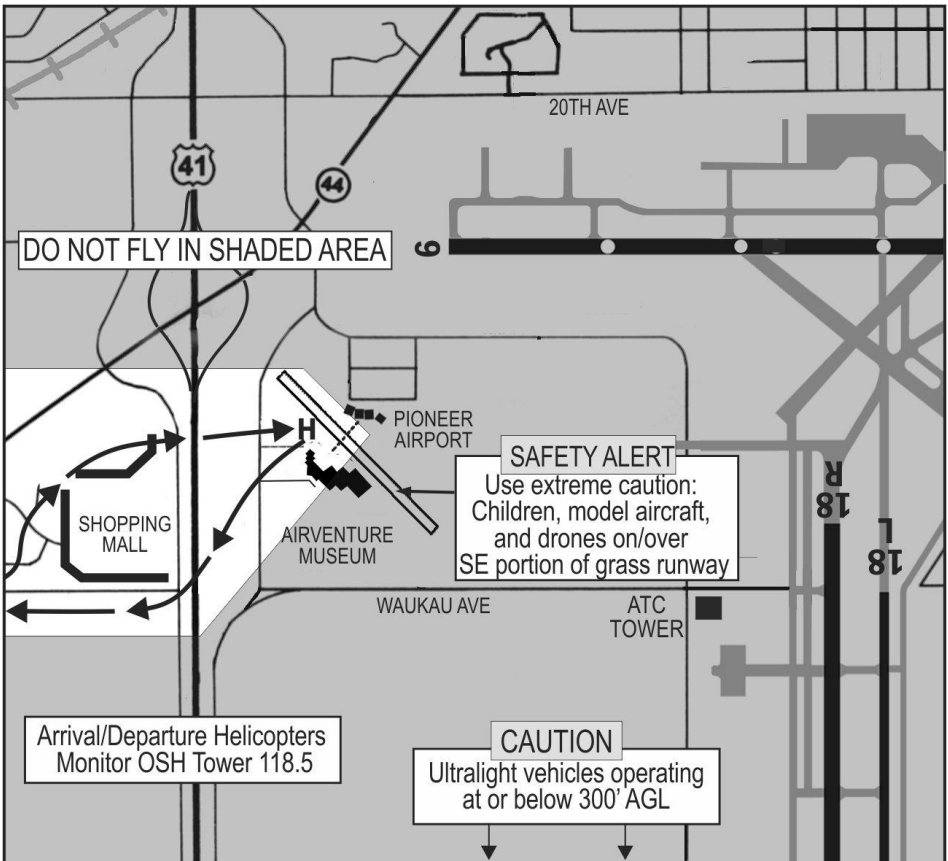 20TH AVE
41
44
DO NOT FLY IN SHADED AREA
9
H
PIONEER
AIRPORT
SAFETY ALERT
Use extreme caution:
Children, model aircraft,
and drones on/over
SE portion of grass runway
SHOPPING
MALL
AIRVENTURE
MUSEUM
18
R
18
L
WAUKAU AVE
ATC
TOWER
Arrival/Departure Helicopters
Monitor OSH Tower 118.5
CAUTION
Ultralight vehicles operating
at or below 300' AGL